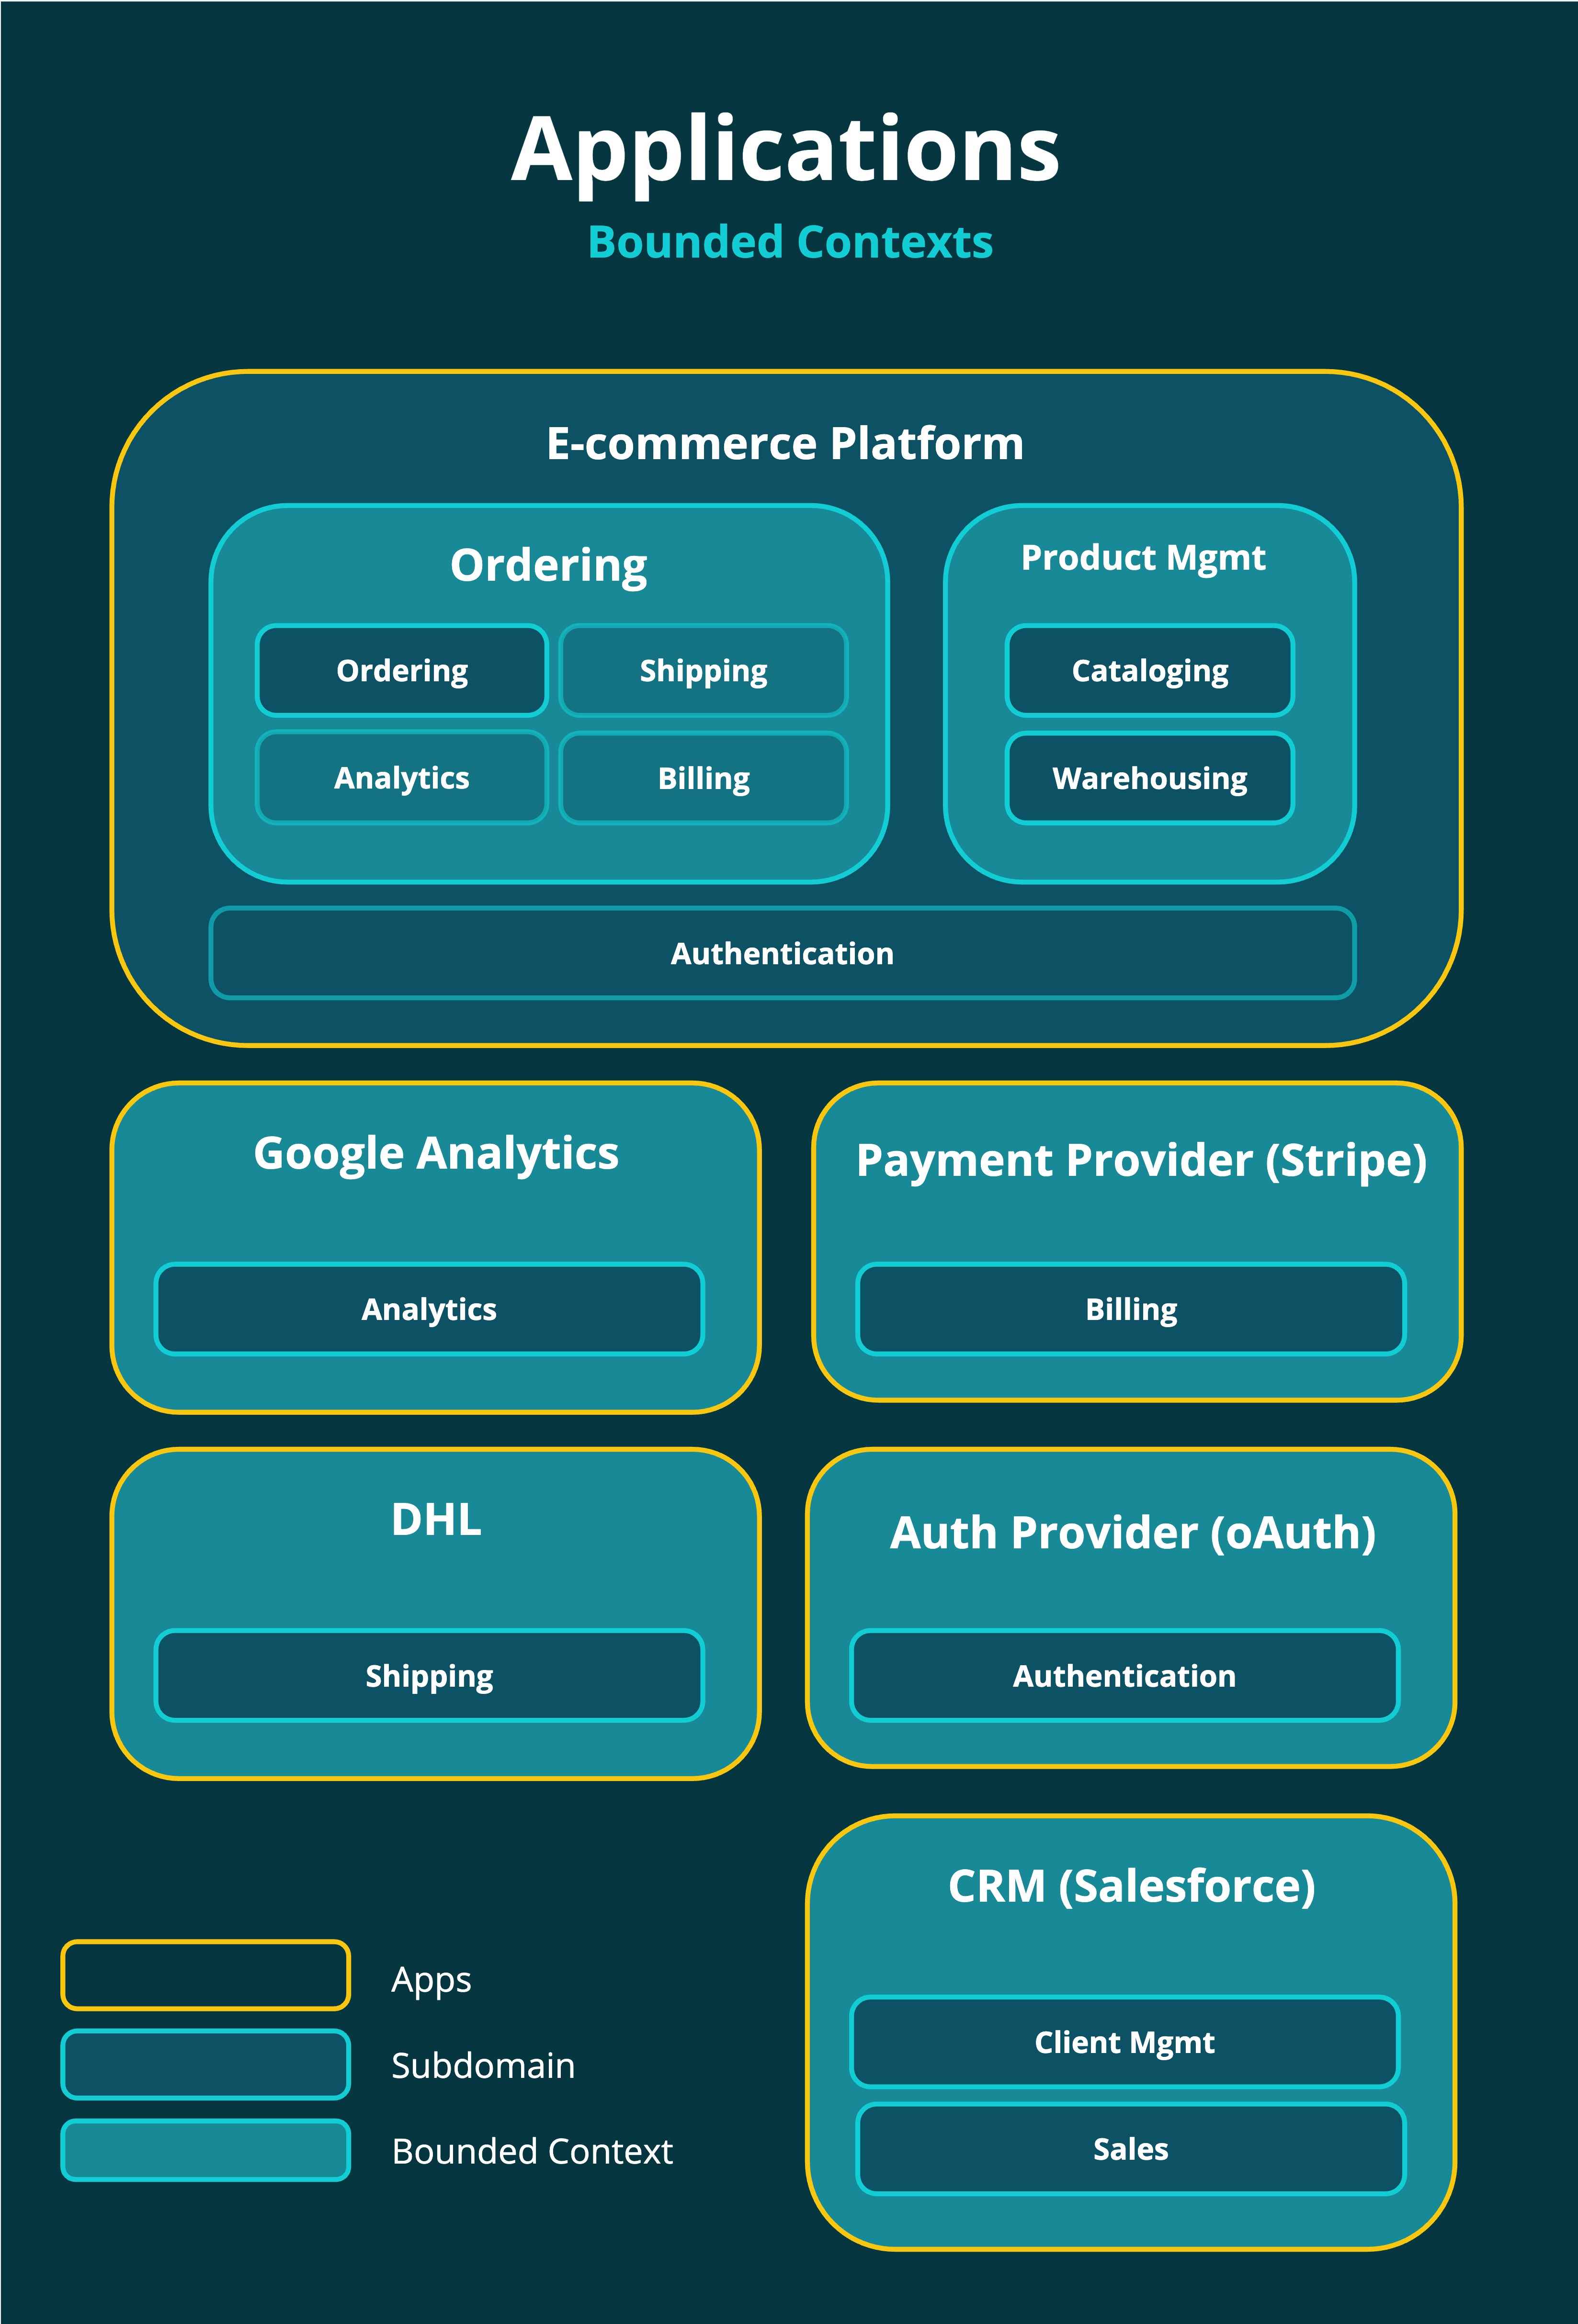 Applications
Bounded Contexts
E-commerce Platform
Ordering
Product Mgmt
Ordering
Shipping
Cataloging
Analytics
Billing
Warehousing
Authentication
Google Analytics
Payment Provider (Stripe)
Analytics
Billing
DHL
Auth Provider (oAuth)
Shipping
Authentication
CRM (Salesforce)
Client Mgmt
Sales
Apps
Subdomain
Bounded Context